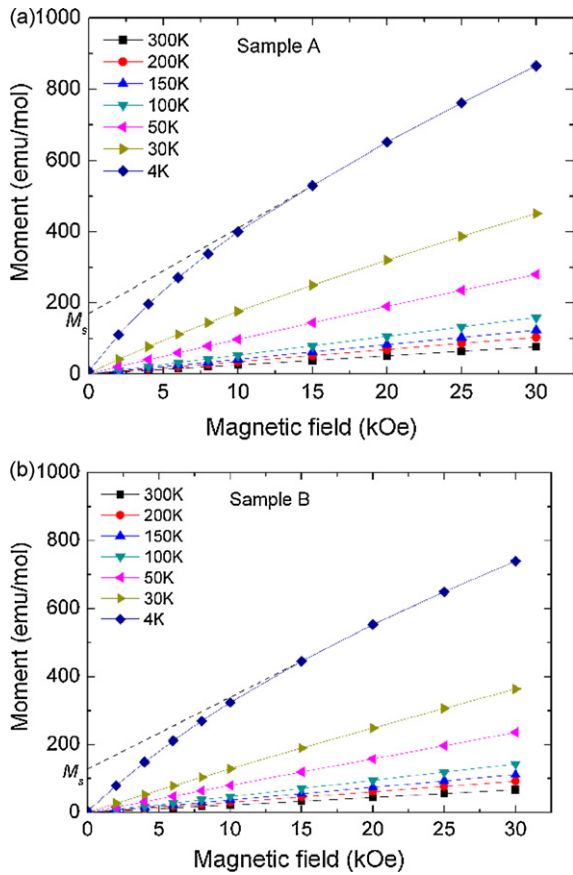 (a)
1000
Sample A
300K
200K
150K
100K
50K
30K
4K
800
600
400
200
Ms
0
0 5 10 15 20 25 30
Moment (emu/mol)
Magnetic field (kOe)
(b)
1000
Sample B
300K
200K
150K
100K
50K
30K
4K
800
600
400
200
Ms
0
0 5 10 15 20 25 30
Moment (emu/mol)
Magnetic field (kOe)